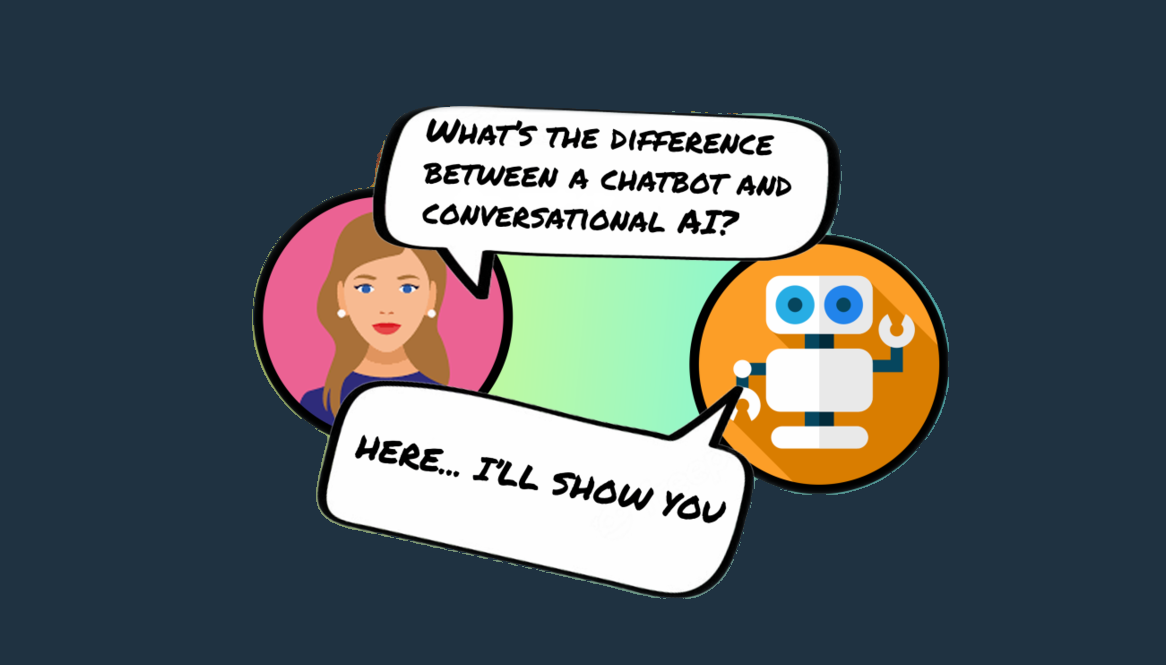 WHAT'S THE DIFFERENCE
BETWEEN A CHATBOT AND
CONVERSATIONAL AI?
HERE... I'LL SHOW YOU